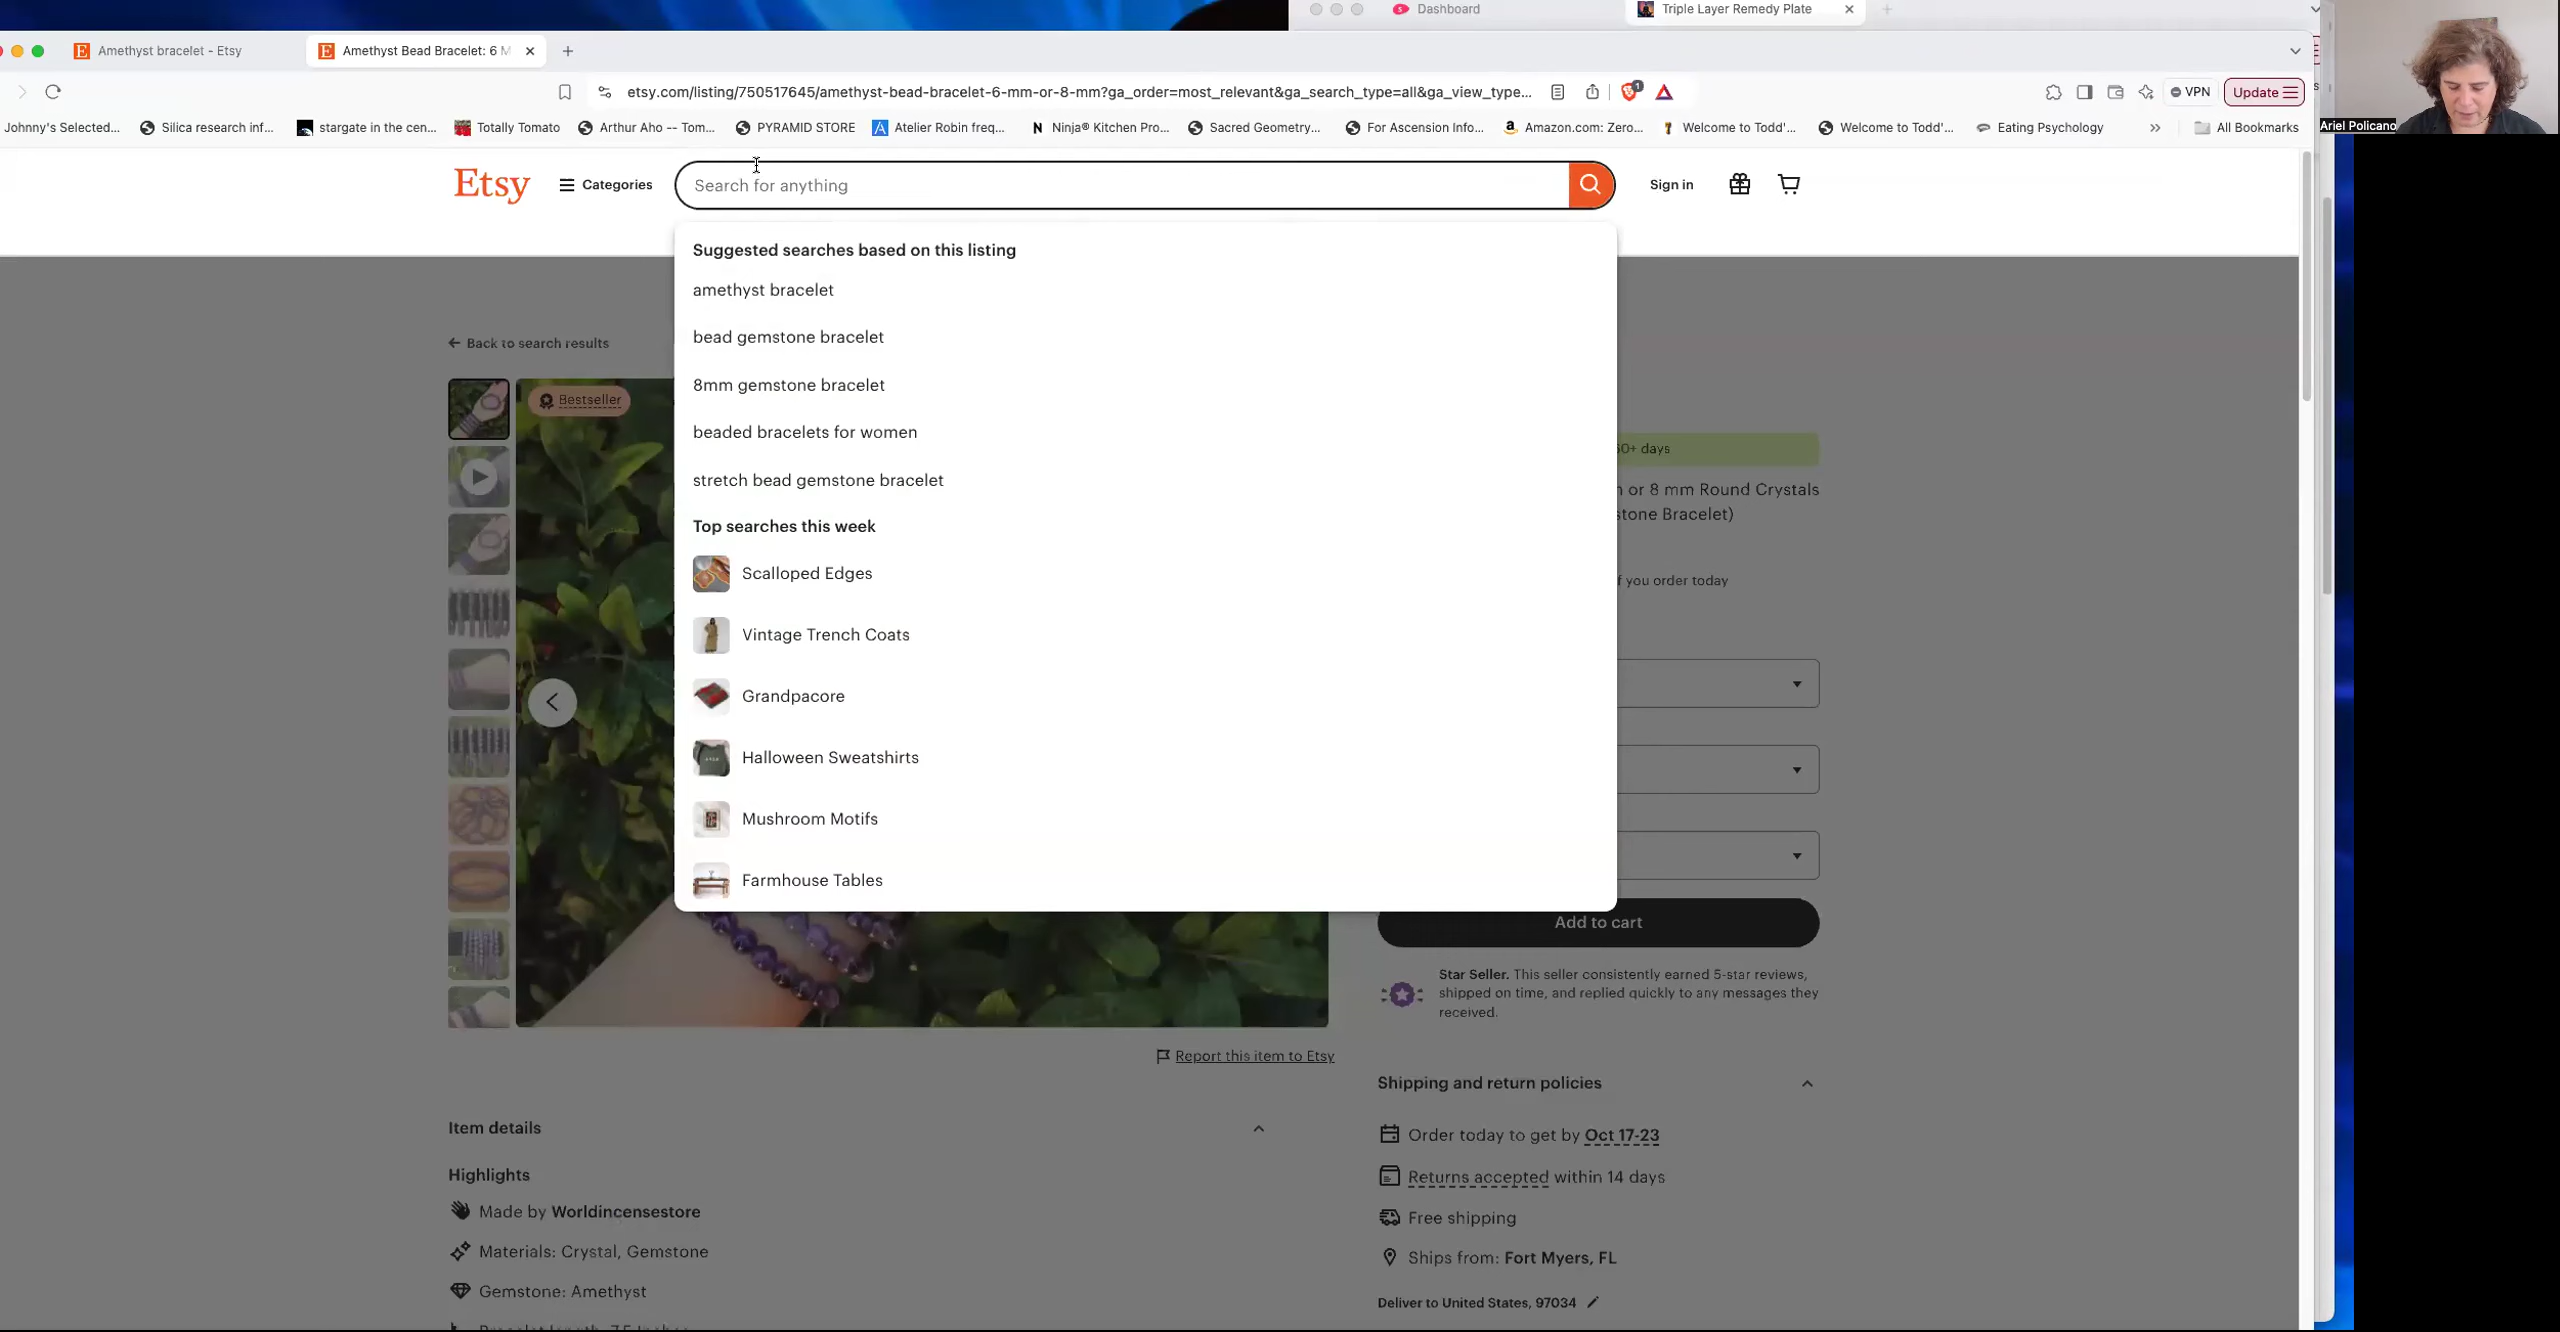 Dashboard
Triple Layer Remedy Plate
Amethyst bracelet - Etsy
Amethyst Bead Bracelet: 6 M
etsy.com/listing/750517645/amethyst-bead-bracelet-6-mm-or-8-mm?ga_order=most_relevant&ga_search_type=all&ga_view_type...
1
VPN
Update
Johnny's Selected...
Silica research inf...
stargate in the cen...
Totally Tomato
Arthur Aho -- Tom...
PYRAMID STORE
Atelier Robin freq...
Ninja® Kitchen Pro...
Sacred Geometry...
For Ascension Info...
Amazon.com: Zero...
Welcome to Todd'...
Welcome to Todd'...
Eating Psychology
»
All Bookmarks
Ariel Policano
Etsy
Categories
Search for anything
Sign in
Suggested searches based on this listing
amethyst bracelet
bead gemstone bracelet
8mm gemstone bracelet
beaded bracelets for women
stretch bead gemstone bracelet
Top searches this week
Scalloped Edges
Vintage Trench Coats
Grandpacore
Halloween Sweatshirts
Mushroom Motifs
Farmhouse Tables
Back to search results
Bestseller
days
or 8 mm Round Crystals
Bracelet)
you order today
Add to cart
Star Seller. This seller consistently earned 5-star reviews,
shipped on time, and replied quickly to any messages they
received.
Report this item to Etsy
Shipping and return policies
Order today to get by Oct 17-23
Returns accepted within 14 days
Free shipping
Ships from: Fort Myers, FL
Deliver to United States, 97034
Item details
Highlights
Made by Worldincensestore
Materials: Crystal, Gemstone
Gemstone: Amethyst